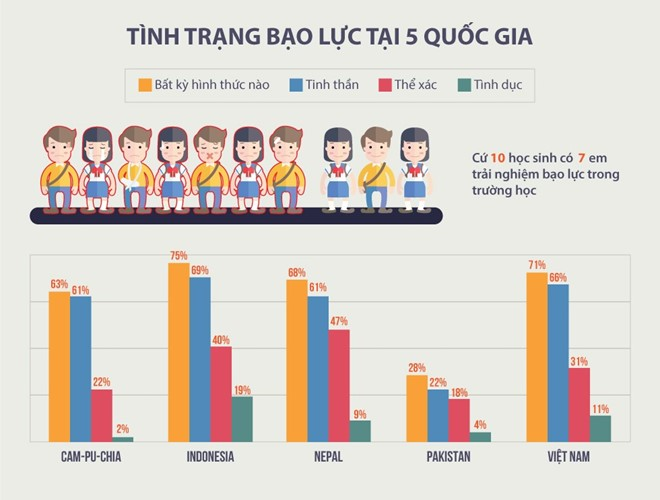 TÌNH TRẠNG BẠO LỰC TẠI 5 QUỐC GIA
Bất kỳ hình thức nào Tinh thần Thể xác Tình dục
Cứ 10 học sinh có 7 em
trải nghiệm bạo lực trong
trường học
63% 61% 22% 2%
75% 69% 40% 19%
68% 61% 47% 9%
28% 22% 18% 4%
71% 66% 31% 11%
CAM-PU-CHIA INDONESIA NEPAL PAKISTAN VIỆT NAM